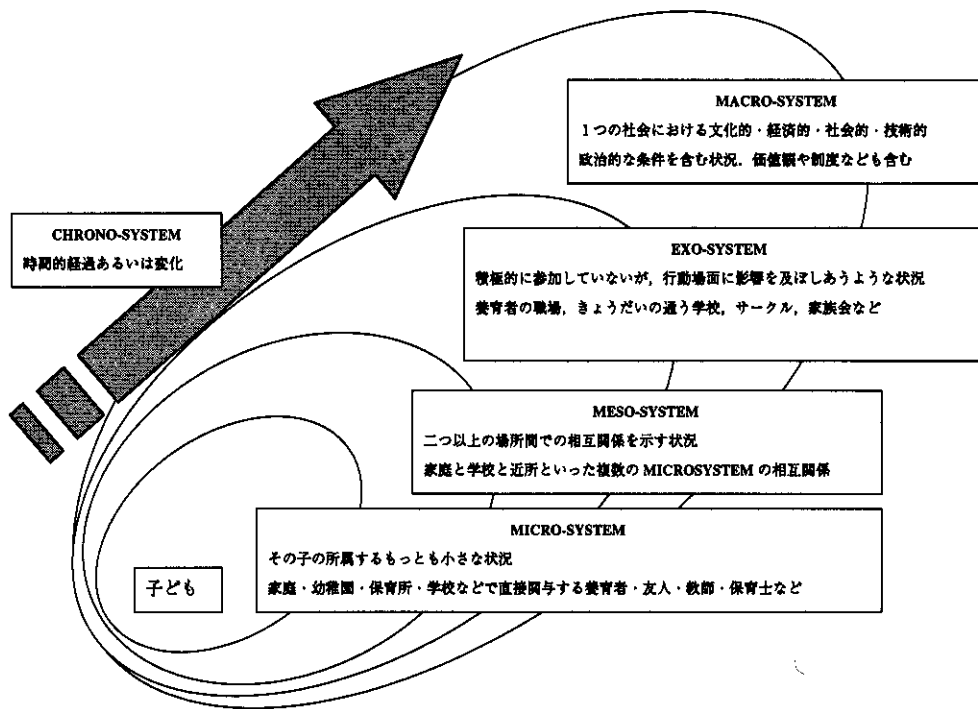 MACRO-SYSTEM
1つの社会における文化的・経済的・社会的・技術的
政治的な条件を含む状況．価値観や制度なども含む
CHRONO-SYSTEM
時間的経過あるいは変化
EXO-SYSTEM
積極的に参加していないが，行動場面に影響を及ぼしあうような状況
養育者の職場，きょうだいの通う学校，サークル，家族会など
MESO-SYSTEM
二つ以上の場所間での相互関係を示す状況
家庭と学校と近所といった複数の MICROSYSTEM の相互関係
MICRO-SYSTEM
その子の所属するもっとも小さな状況
家庭・幼稚園・保育所・学校などで直接関与する養育者・友人・教師・保育士など
子ども